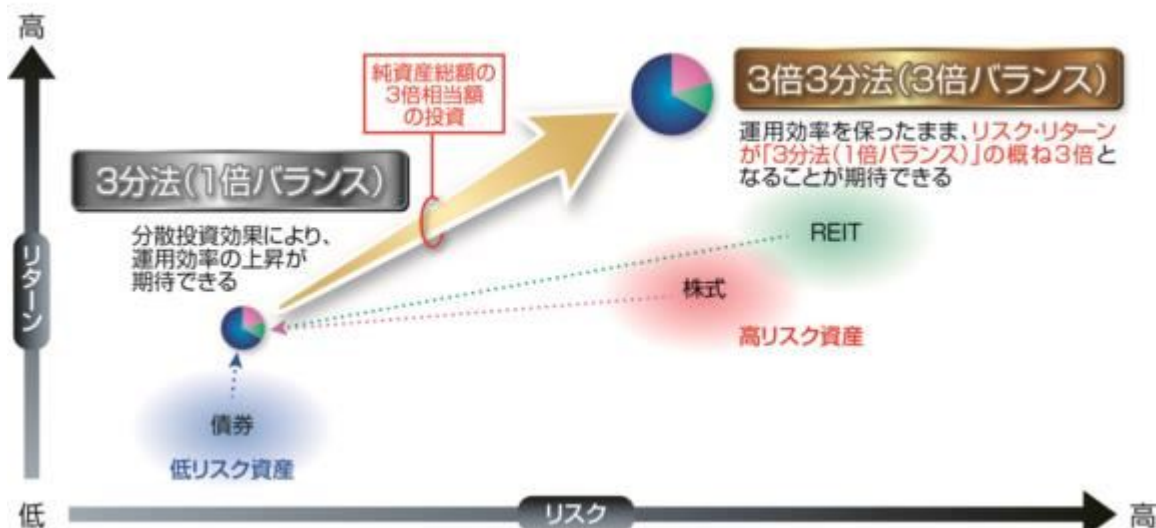 高
純資産総額の
3倍相当額
の投資
3倍3分法(3倍バランス)
運用効率を保ったまま、リスク・リターン
が「3分法(1倍バランス)」の概ね3倍と
なることが期待できる
3分法(1倍バランス)
分散投資効果により、
運用効率の上昇が
期待できる
リターン
REIT
株式
高リスク資産
債券
低リスク資産
低
リスク
高